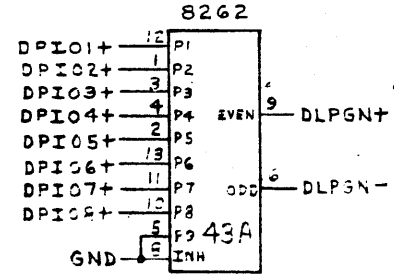 8262
DPIO1+ 12 P1
DPIO2+ 1 P2
DPIO3+ 3 P3
DPIO4+ 4 P4 EVEN 9 DLPGN+
DPIO5+ 2 P5
DPIO6+ 13 P6
DPIO7+ 11 P7 ODD 6 DLPGN-
DPIO8+ 10 P8
5 P9 43A
GND 8 INH